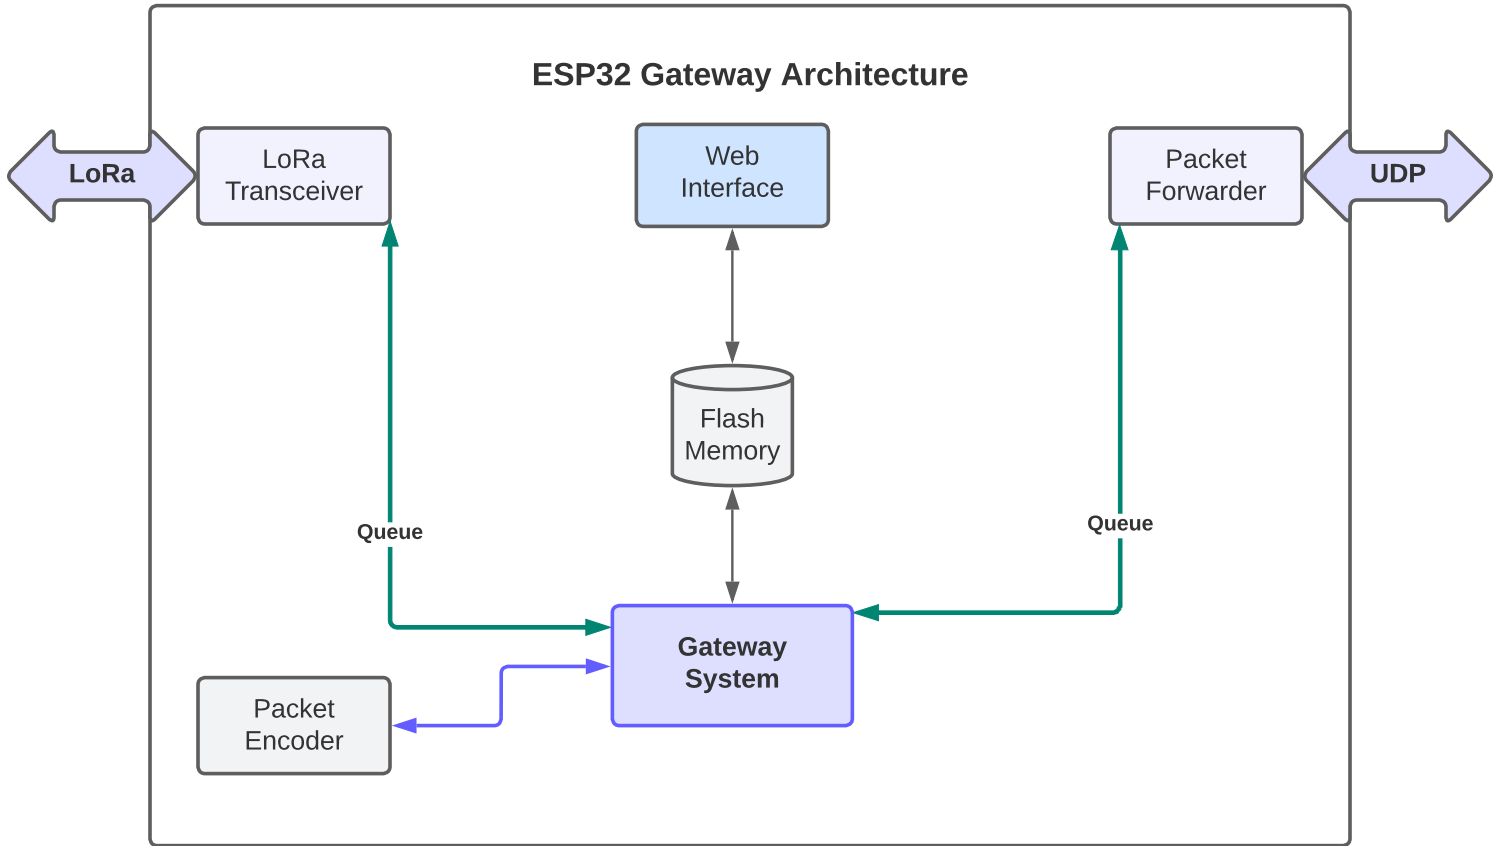 ESP32 Gateway Architecture
LoRa
LoRa
Transceiver
Web
Interface
Packet
Forwarder
UDP
Flash
Memory
Queue
Queue
Gateway
System
Packet
Encoder